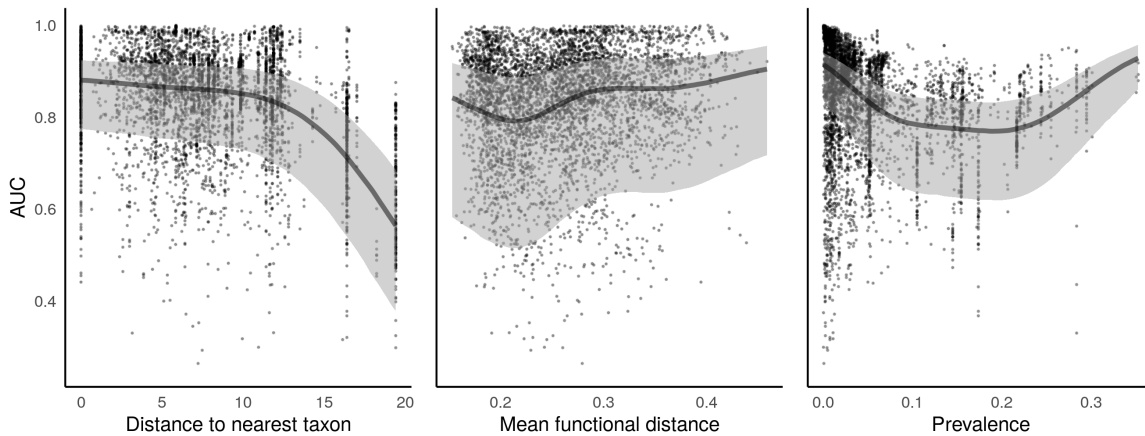 AUC
1.0
0.8
0.6
0.4
0 5 10 15 20
Distance to nearest taxon
0.2 0.3 0.4
Mean functional distance
0.0 0.1 0.2 0.3
Prevalence